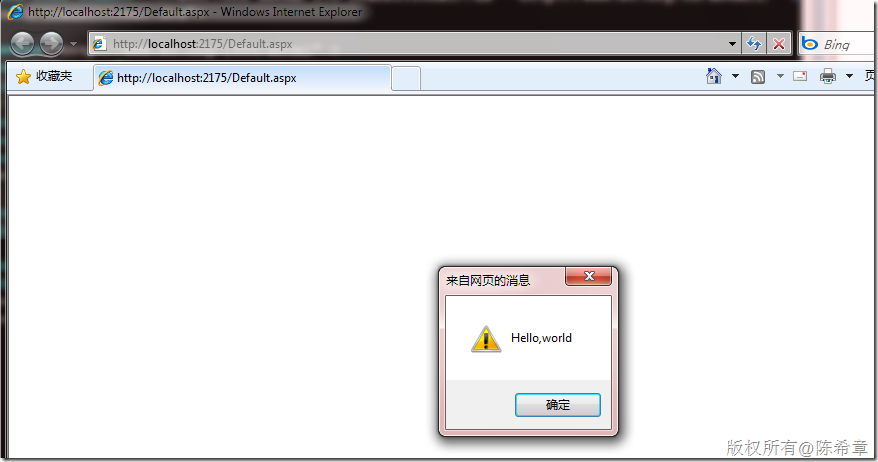 http://localhost:2175/Default.aspx - Windows Internet Explorer
http://localhost:2175/Default.aspx
Bing
收藏夹
http://localhost:2175/Default.aspx
来自网页的消息
Hello,world
确定
版权所有@陈希章